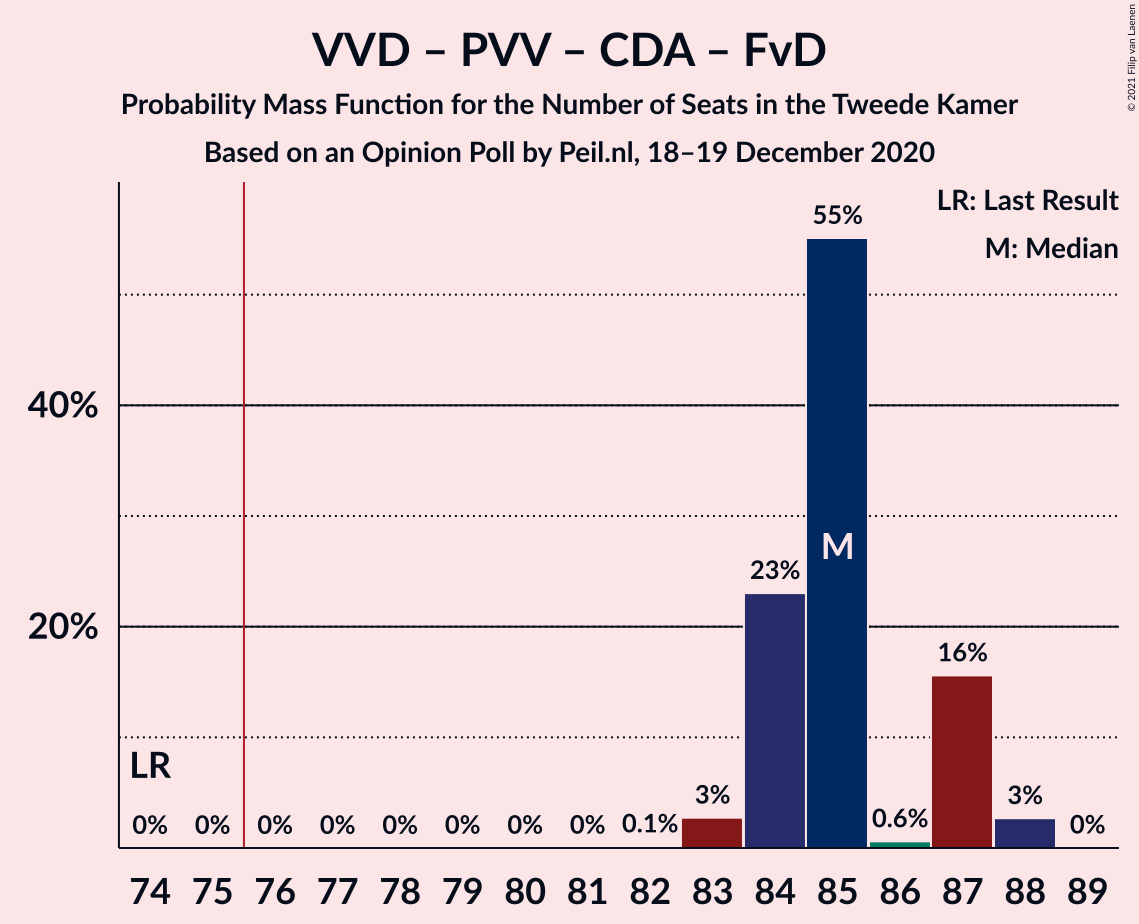 VVD – PVV – CDA – FvD
Probability Mass Function for the Number of Seats in the Tweede Kamer
Based on an Opinion Poll by Peil.nl, 18–19 December 2020
© 2021 Filip van Laenen
LR: Last Result
M: Median
55%
40%
M
23%
20%
16%
LR
3%
3%
0% 0% 0% 0% 0% 0% 0% 0% 0.1% 0.6% 0%
74 75 76 77 78 79 80 81 82 83 84 85 86 87 88 89